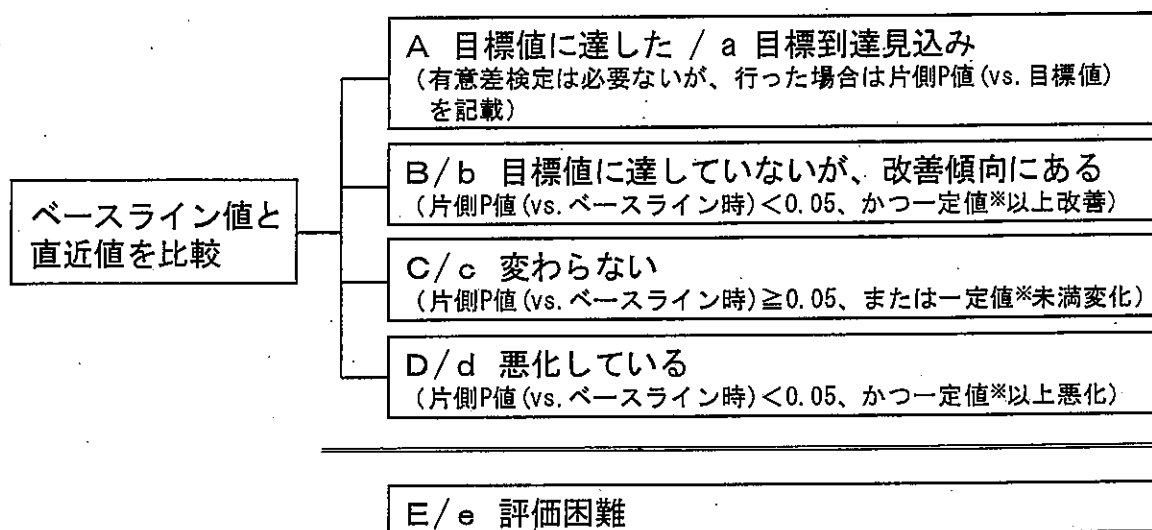 A 目標値に達した / a 目標到達見込み
(有意差検定は必要ないが、行った場合は片側P値(vs.目標値)
を記載)
B/b 目標値に達していないが、改善傾向にある
(片側P値(vs.ベースライン時)<0.05、かつ一定値※以上改善)
ベースライン値と
直近値を比較
C/c 変わらない
(片側P値(vs.ベースライン時)≧0.05、または一定値※未満変化)
D/d 悪化している
(片側P値(vs.ベースライン時)<0.05、かつ一定値※以上悪化)
E/e 評価困難